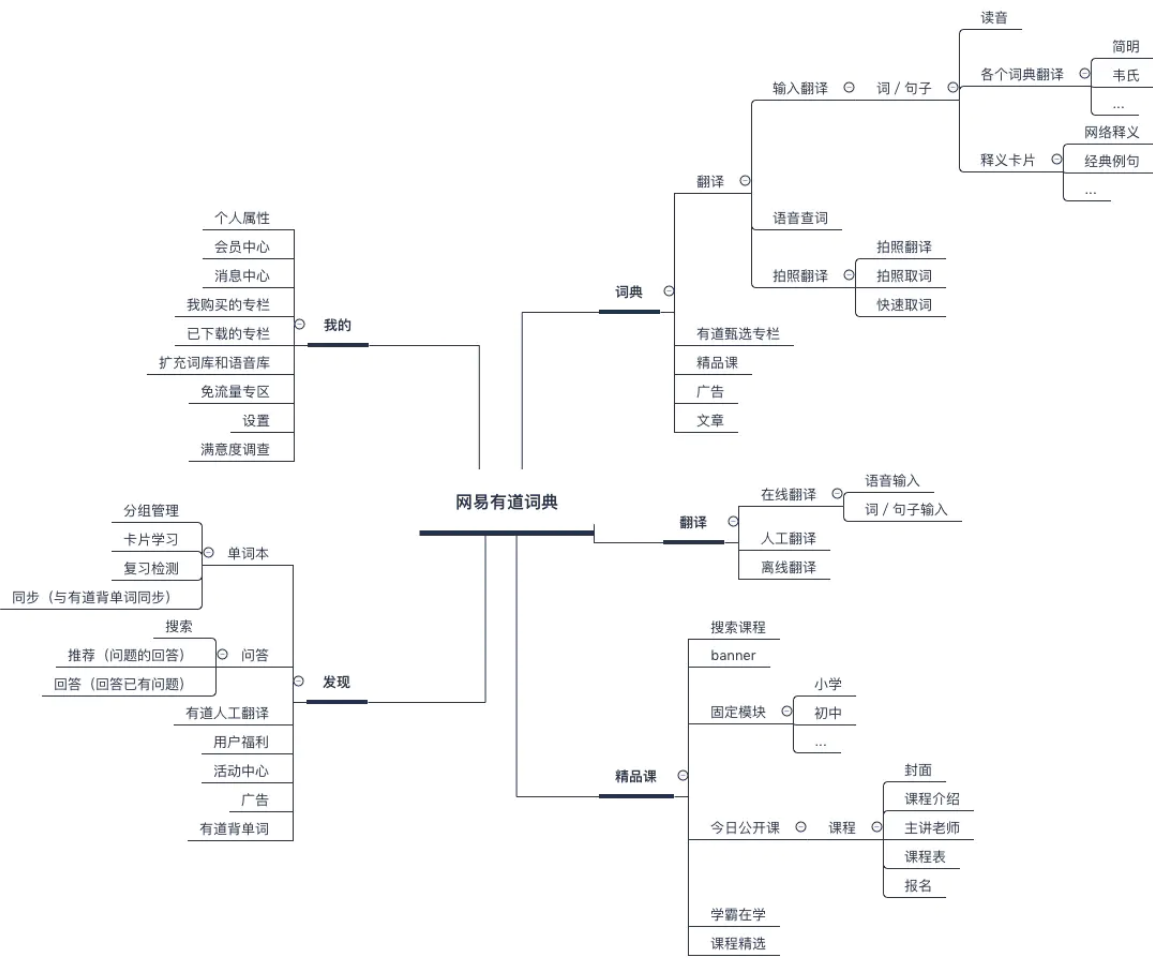 网易有道词典
词典
翻译
输入翻译
词 / 句子
读音
各个词典翻译
简明
韦氏
...
释义卡片
网络释义
经典例句
...
语音查词
拍照翻译
拍照翻译
拍照取词
快速取词
有道甄选专栏
精品课
广告
文章
翻译
在线翻译
语音输入
词 / 句子输入
人工翻译
离线翻译
精品课
搜索课程
banner
固定模块
小学
初中
...
今日公开课
课程
封面
课程介绍
主讲老师
课程表
报名
学霸在学
课程精选
我的
个人属性
会员中心
消息中心
我购买的专栏
已下载的专栏
扩充词库和语音库
免流量专区
设置
满意度调查
发现
单词本
分组管理
卡片学习
复习检测
同步（与有道背单词同步）
问答
搜索
推荐（问题的回答）
回答（回答已有问题）
有道人工翻译
用户福利
活动中心
广告
有道背单词